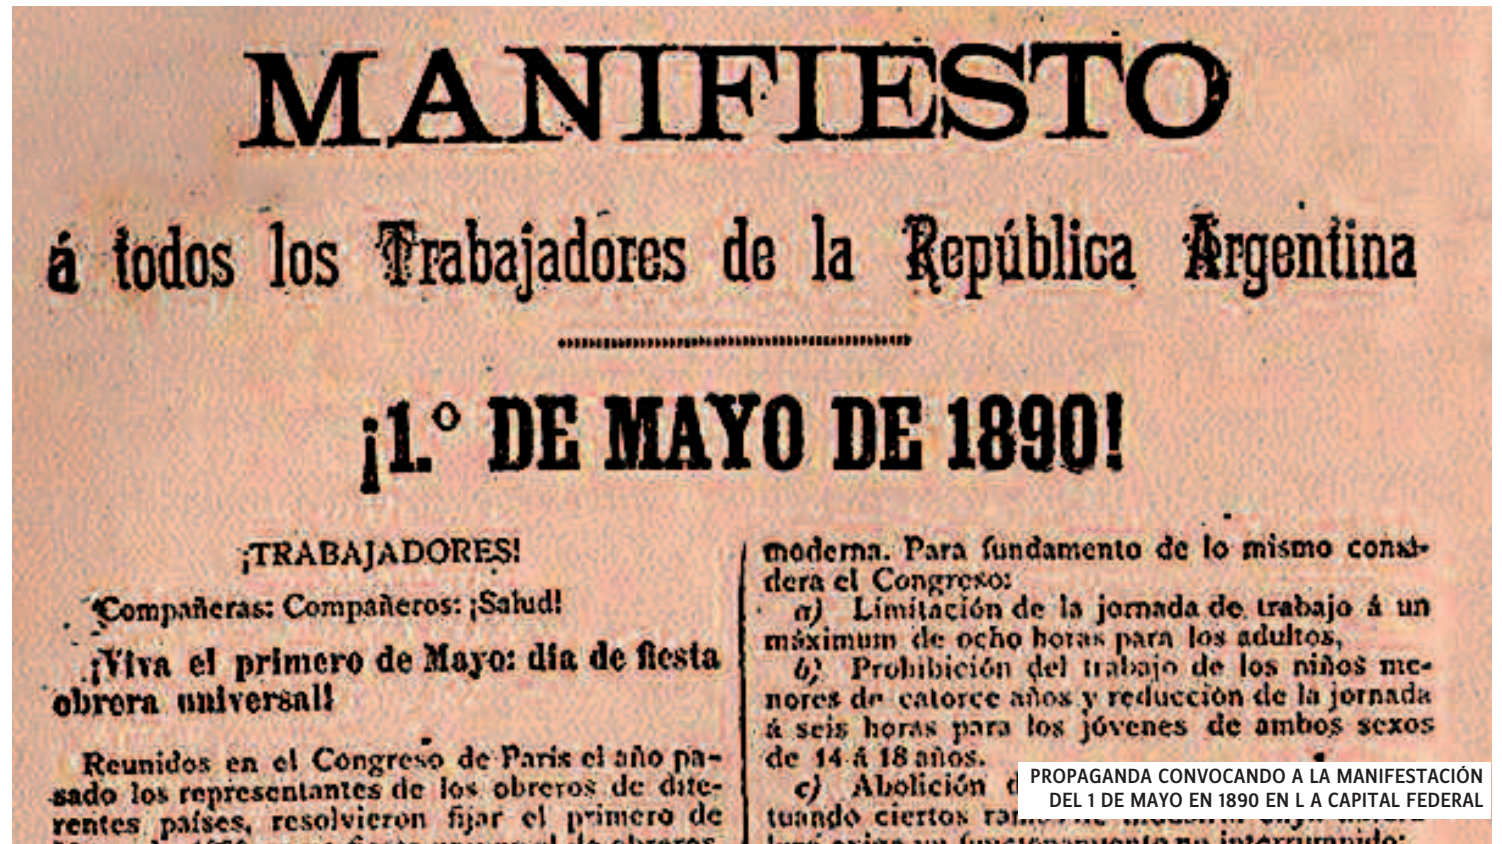 MANIFIESTO
á todos los Trabajadores de la República Argentina
¡1.º DE MAYO DE 1890!
¡TRABAJADORES!
Compañeras: Compañeros: ¡Salud!
¡Viva el primero de Mayo: dia de fiesta
obrera universal!
Reunidos en el Congreso de Paris el año pa-
sado los representantes de los obreros de dife-
rentes países, resolvieron fijar el primero de
moderna. Para fundamento de lo mismo consi-
dera el Congreso:
a) Limitación de la jornada de trabajo á un
máximum de ocho horas para los adultos,
b) Prohibición del trabajo de los niños me-
nores de catorce años y reducción de la jornada
á seis horas para los jóvenes de ambos sexos
de 14 á 18 años.
c) Abolición
tuando ciertos
PROPAGANDA CONVOCANDO A LA MANIFESTACIÓN
DEL 1 DE MAYO EN 1890 EN L A CAPITAL FEDERAL